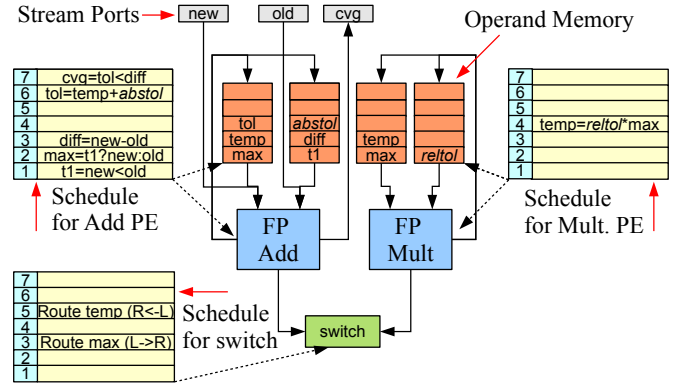 Stream Ports
new
old
cvg
Operand Memory
7 cvg=tol<diff
6 tol=temp+abstol
5
4
3 diff=new-old
2 max=t1?new:old
1 t1=new<old
tol
temp
max
abstol
diff
t1
temp
max
reltol
7
6
5
4 temp=reltol*max
3
2
1
Schedule
for Add PE
Schedule
for Mult. PE
FP
Add
FP
Mult
7
6
5 Route temp (R<-L)
4
3 Route max (L->R)
2
1
Schedule
for switch
switch